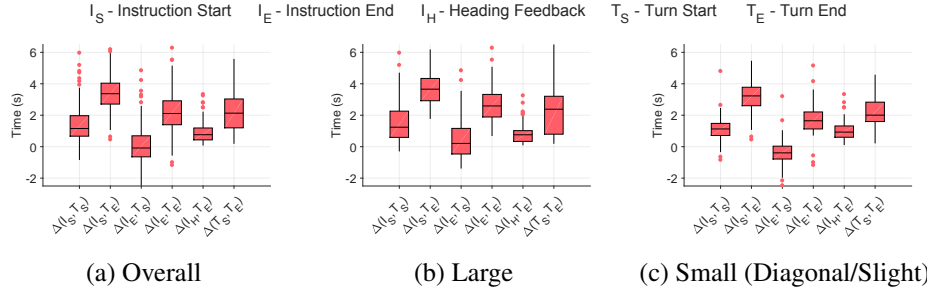 I_S - Instruction Start I_E - Instruction End I_H - Heading Feedback T_S - Turn Start T_E - Turn End
Time (s)
6
4
2
0
-2
Δ(I_S,T_S)
Δ(I_S,T_E)
Δ(I_E,T_S)
Δ(I_E,T_E)
Δ(I_H,T_E)
Δ(T_S,T_E)
(a) Overall
Time (s)
6
4
2
0
-2
Δ(I_S,T_S)
Δ(I_S,T_E)
Δ(I_E,T_S)
Δ(I_E,T_E)
Δ(I_H,T_E)
Δ(T_S,T_E)
(b) Large
Time (s)
6
4
2
0
-2
Δ(I_S,T_S)
Δ(I_S,T_E)
Δ(I_E,T_S)
Δ(I_E,T_E)
Δ(I_H,T_E)
Δ(T_S,T_E)
(c) Small (Diagonal/Slight)